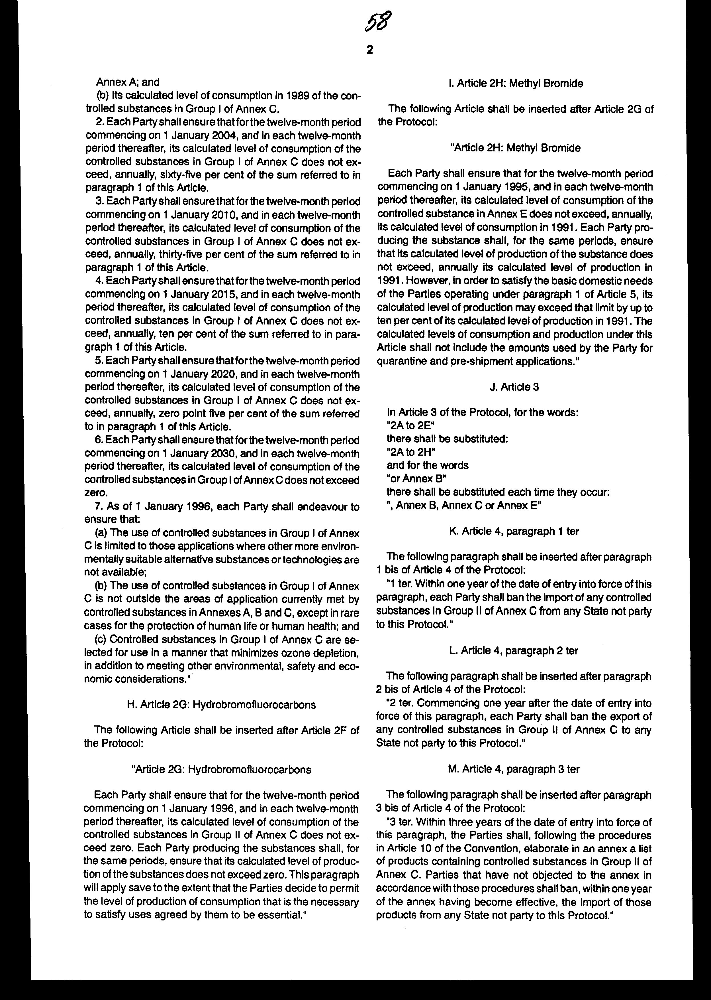 58
2
Annex A; and
(b) Its calculated level of consumption in 1989 of the con-
trolled substances in Group I of Annex C.
2. Each Party shall ensure that for the twelve-month period
commencing on 1 January 2004, and in each twelve-month
period thereafter, its calculated level of consumption of the
controlled substances in Group I of Annex C does not ex-
ceed, annually, sixty-five per cent of the sum referred to in
paragraph 1 of this Article.
3. Each Party shall ensure that for the twelve-month period
commencing on 1 January 2010, and in each twelve-month
period thereafter, its calculated level of consumption of the
controlled substances in Group I of Annex C does not ex-
ceed, annually, thirty-five per cent of the sum referred to in
paragraph 1 of this Article.
4. Each Party shall ensure that for the twelve-month period
commencing on 1 January 2015, and in each twelve-month
period thereafter, its calculated level of consumption of the
controlled substances in Group I of Annex C does not ex-
ceed, annually, ten per cent of the sum referred to in para-
graph 1 of this Article.
5. Each Party shall ensure that for the twelve-month period
commencing on 1 January 2020, and in each twelve-month
period thereafter, its calculated level of consumption of the
controlled substances in Group I of Annex C does not ex-
ceed, annually, zero point five per cent of the sum referred
to in paragraph 1 of this Article.
6. Each Party shall ensure that for the twelve-month period
commencing on 1 January 2030, and in each twelve-month
period thereafter, its calculated level of consumption of the
controlled substances in Group I of Annex C does not exceed
zero.
7. As of 1 January 1996, each Party shall endeavour to
ensure that:
(a) The use of controlled substances in Group I of Annex
C is limited to those applications where other more environ-
mentally suitable alternative substances or technologies are
not available;
(b) The use of controlled substances in Group I of Annex
C is not outside the areas of application currently met by
controlled substances in Annexes A, B and C, except in rare
cases for the protection of human life or human health; and
(c) Controlled substances in Group I of Annex C are se-
lected for use in a manner that minimizes ozone depletion,
in addition to meeting other environmental, safety and eco-
nomic considerations."
H. Article 2G: Hydrobromofluorocarbons
The following Article shall be inserted after Article 2F of
the Protocol:
"Article 2G: Hydrobromofluorocarbons
Each Party shall ensure that for the twelve-month period
commencing on 1 January 1996, and in each twelve-month
period thereafter, its calculated level of consumption of the
controlled substances in Group II of Annex C does not ex-
ceed zero. Each Party producing the substances shall, for
the same periods, ensure that its calculated level of produc-
tion of the substances does not exceed zero. This paragraph
will apply save to the extent that the Parties decide to permit
the level of production of consumption that is the necessary
to satisfy uses agreed by them to be essential."
I. Article 2H: Methyl Bromide
The following Article shall be inserted after Article 2G of
the Protocol:
"Article 2H: Methyl Bromide
Each Party shall ensure that for the twelve-month period
commencing on 1 January 1995, and in each twelve-month
period thereafter, its calculated level of consumption of the
controlled substance in Annex E does not exceed, annually,
its calculated level of consumption in 1991. Each Party pro-
ducing the substance shall, for the same periods, ensure
that its calculated level of production of the substance does
not exceed, annually its calculated level of production in
1991. However, in order to satisfy the basic domestic needs
of the Parties operating under paragraph 1 of Article 5, its
calculated level of production may exceed that limit by up to
ten per cent of its calculated level of production in 1991. The
calculated levels of consumption and production under this
Article shall not include the amounts used by the Party for
quarantine and pre-shipment applications."
J. Article 3
In Article 3 of the Protocol, for the words:
"2A to 2E"
there shall be substituted:
"2A to 2H"
and for the words
"or Annex B"
there shall be substituted each time they occur:
", Annex B, Annex C or Annex E"
K. Article 4, paragraph 1 ter
The following paragraph shall be inserted after paragraph
1 bis of Article 4 of the Protocol:
"1 ter. Within one year of the date of entry into force of this
paragraph, each Party shall ban the import of any controlled
substances in Group II of Annex C from any State not party
to this Protocol."
L. Article 4, paragraph 2 ter
The following paragraph shall be inserted after paragraph
2 bis of Article 4 of the Protocol:
"2 ter. Commencing one year after the date of entry into
force of this paragraph, each Party shall ban the export of
any controlled substances in Group II of Annex C to any
State not party to this Protocol."
M. Article 4, paragraph 3 ter
The following paragraph shall be inserted after paragraph
3 bis of Article 4 of the Protocol:
"3 ter. Within three years of the date of entry into force of
this paragraph, the Parties shall, following the procedures
in Article 10 of the Convention, elaborate in an annex a list
of products containing controlled substances in Group II of
Annex C. Parties that have not objected to the annex in
accordance with those procedures shall ban, within one year
of the annex having become effective, the import of those
products from any State not party to this Protocol."